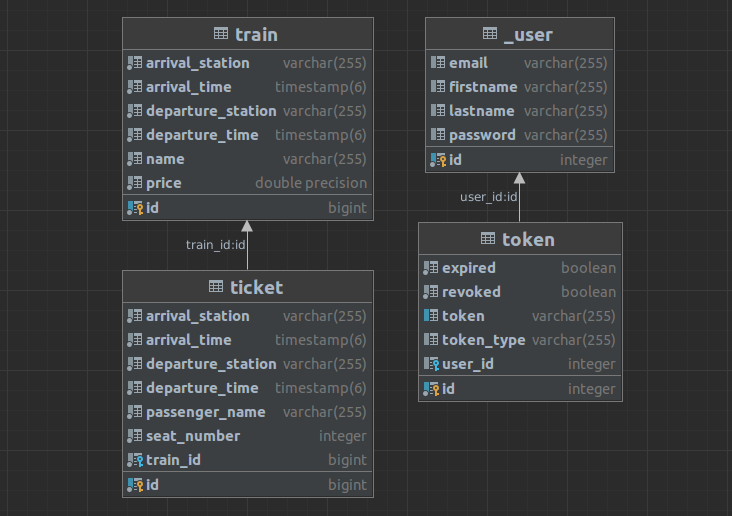 train
arrival_station varchar(255)
arrival_time timestamp(6)
departure_station varchar(255)
departure_time timestamp(6)
name varchar(255)
price double precision
id bigint
train_id:id
ticket
arrival_station varchar(255)
arrival_time timestamp(6)
departure_station varchar(255)
departure_time timestamp(6)
passenger_name varchar(255)
seat_number integer
train_id bigint
id bigint
_user
email varchar(255)
firstname varchar(255)
lastname varchar(255)
password varchar(255)
id integer
user_id:id
token
expired boolean
revoked boolean
token varchar(255)
token_type varchar(255)
user_id integer
id integer